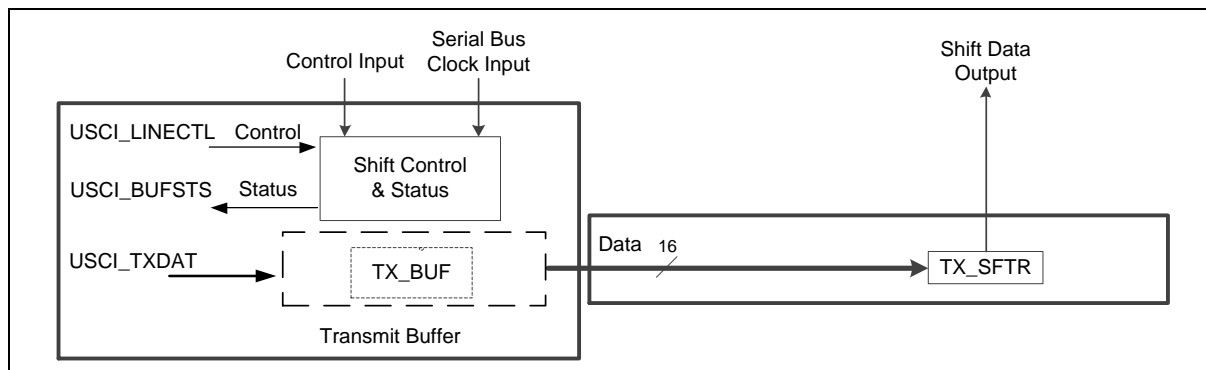 Control Input
Serial Bus
Clock Input
Shift Data
Output
USCI_LINECTL
Control
Shift Control
& Status
USCI_BUFSTS
Status
USCI_TXDAT
TX_BUF
Transmit Buffer
Data
16
TX_SFTR